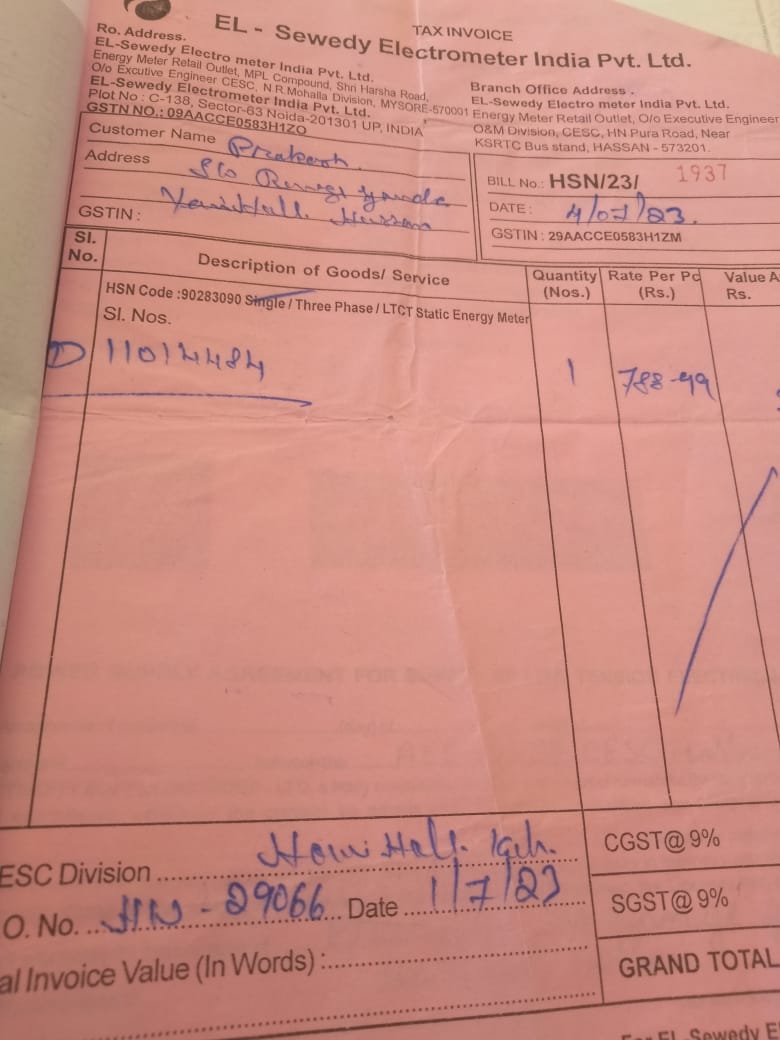 TAX INVOICE
EL - Sewedy Electrometer India Pvt. Ltd.
Ro. Address.
EL-Sewedy Electro meter India Pvt. Ltd.
Energy Meter Retail Outlet, MPL Compound, Shri Harsha Road,
O/o Excutive Engineer CESC, N R Mohalla Division, MYSORE-570001
EL-Sewedy Electrometer India Pvt. Ltd.
Plot No : C-138, Sector-63 Noida-201301 UP, INDIA
GSTN NO.: 09AACCE0583H1ZO
Branch Office Address .
EL-Sewedy Electro meter India Pvt. Ltd.
Energy Meter Retail Outlet, O/o Executive Engineer
O&M Division, CESC, HN Pura Road, Near
KSRTC Bus stand, HASSAN - 573201.
Customer Name Prakash
Address S/o
Hassan
GSTIN :
BILL No.: HSN/23/ 1937
DATE : 4/07/23.
GSTIN : 29AACCE0583H1ZM
Sl. No. Description of Goods/ Service Quantity (Nos.) Rate Per Pc (Rs.) Value A Rs.
HSN Code :90283090 Single / Three Phase / LTCT Static Energy Meter
Sl. Nos.
11014484 1 788-99
ESC Division
O. No. HN - 29066 Date 1/7/23
al Invoice Value (In Words) :
CGST@ 9%
SGST@ 9%
GRAND TOTAL
For EL Sewedy E